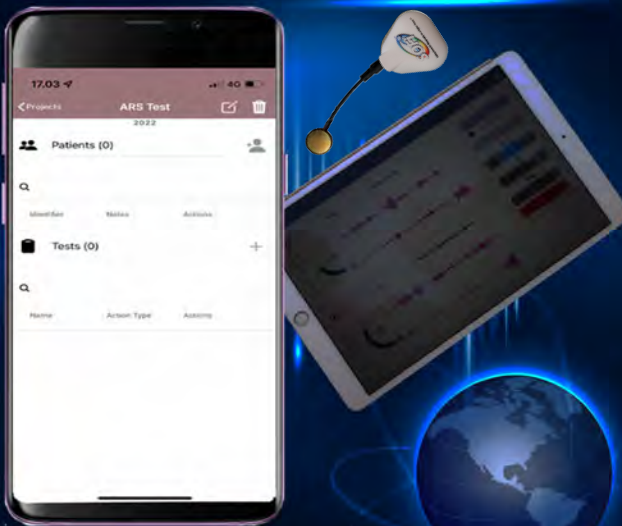 17.03 4G
Projects ARS Test
2022
Patients (0)
Identifier Notes Actions
Tests (0)
Name Action Type Actions